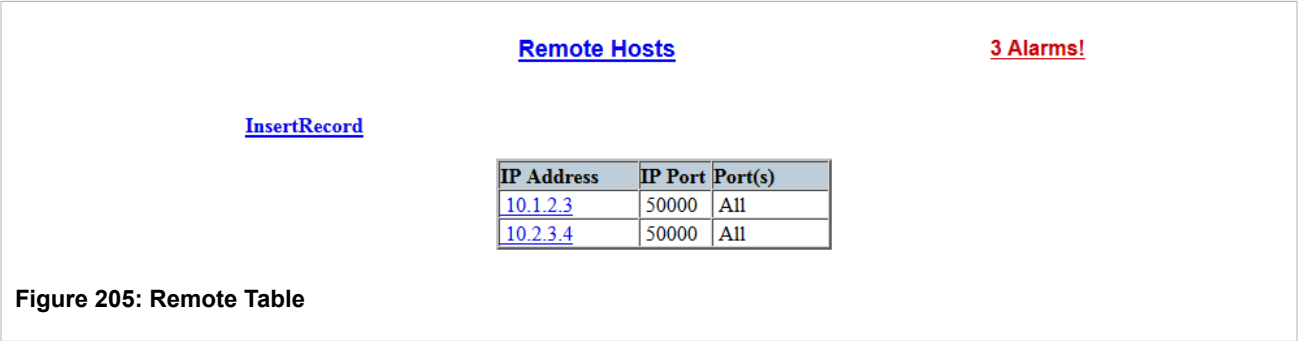 Remote Hosts 3 Alarms!
InsertRecord
IP Address IP Port Port(s)
10.1.2.3 50000 All
10.2.3.4 50000 All
Figure 205: Remote Table